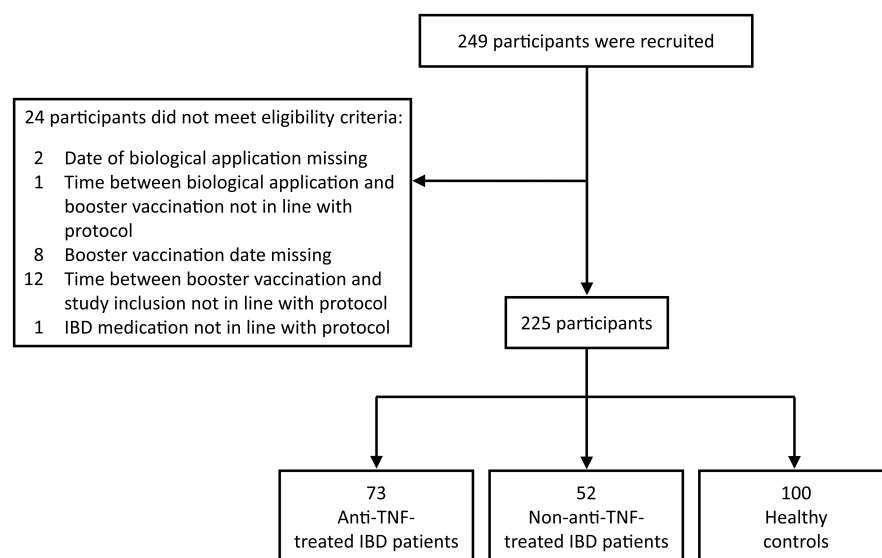 249 participants were recruited
24 participants did not meet eligibility criteria:
2 Date of biological application missing
1 Time between biological application and
booster vaccination not in line with
protocol
8 Booster vaccination date missing
12 Time between booster vaccination and
study inclusion not in line with protocol
1 IBD medication not in line with protocol
225 participants
73
Anti-TNF-
treated IBD patients
52
Non-anti-TNF-
treated IBD patients
100
Healthy
controls